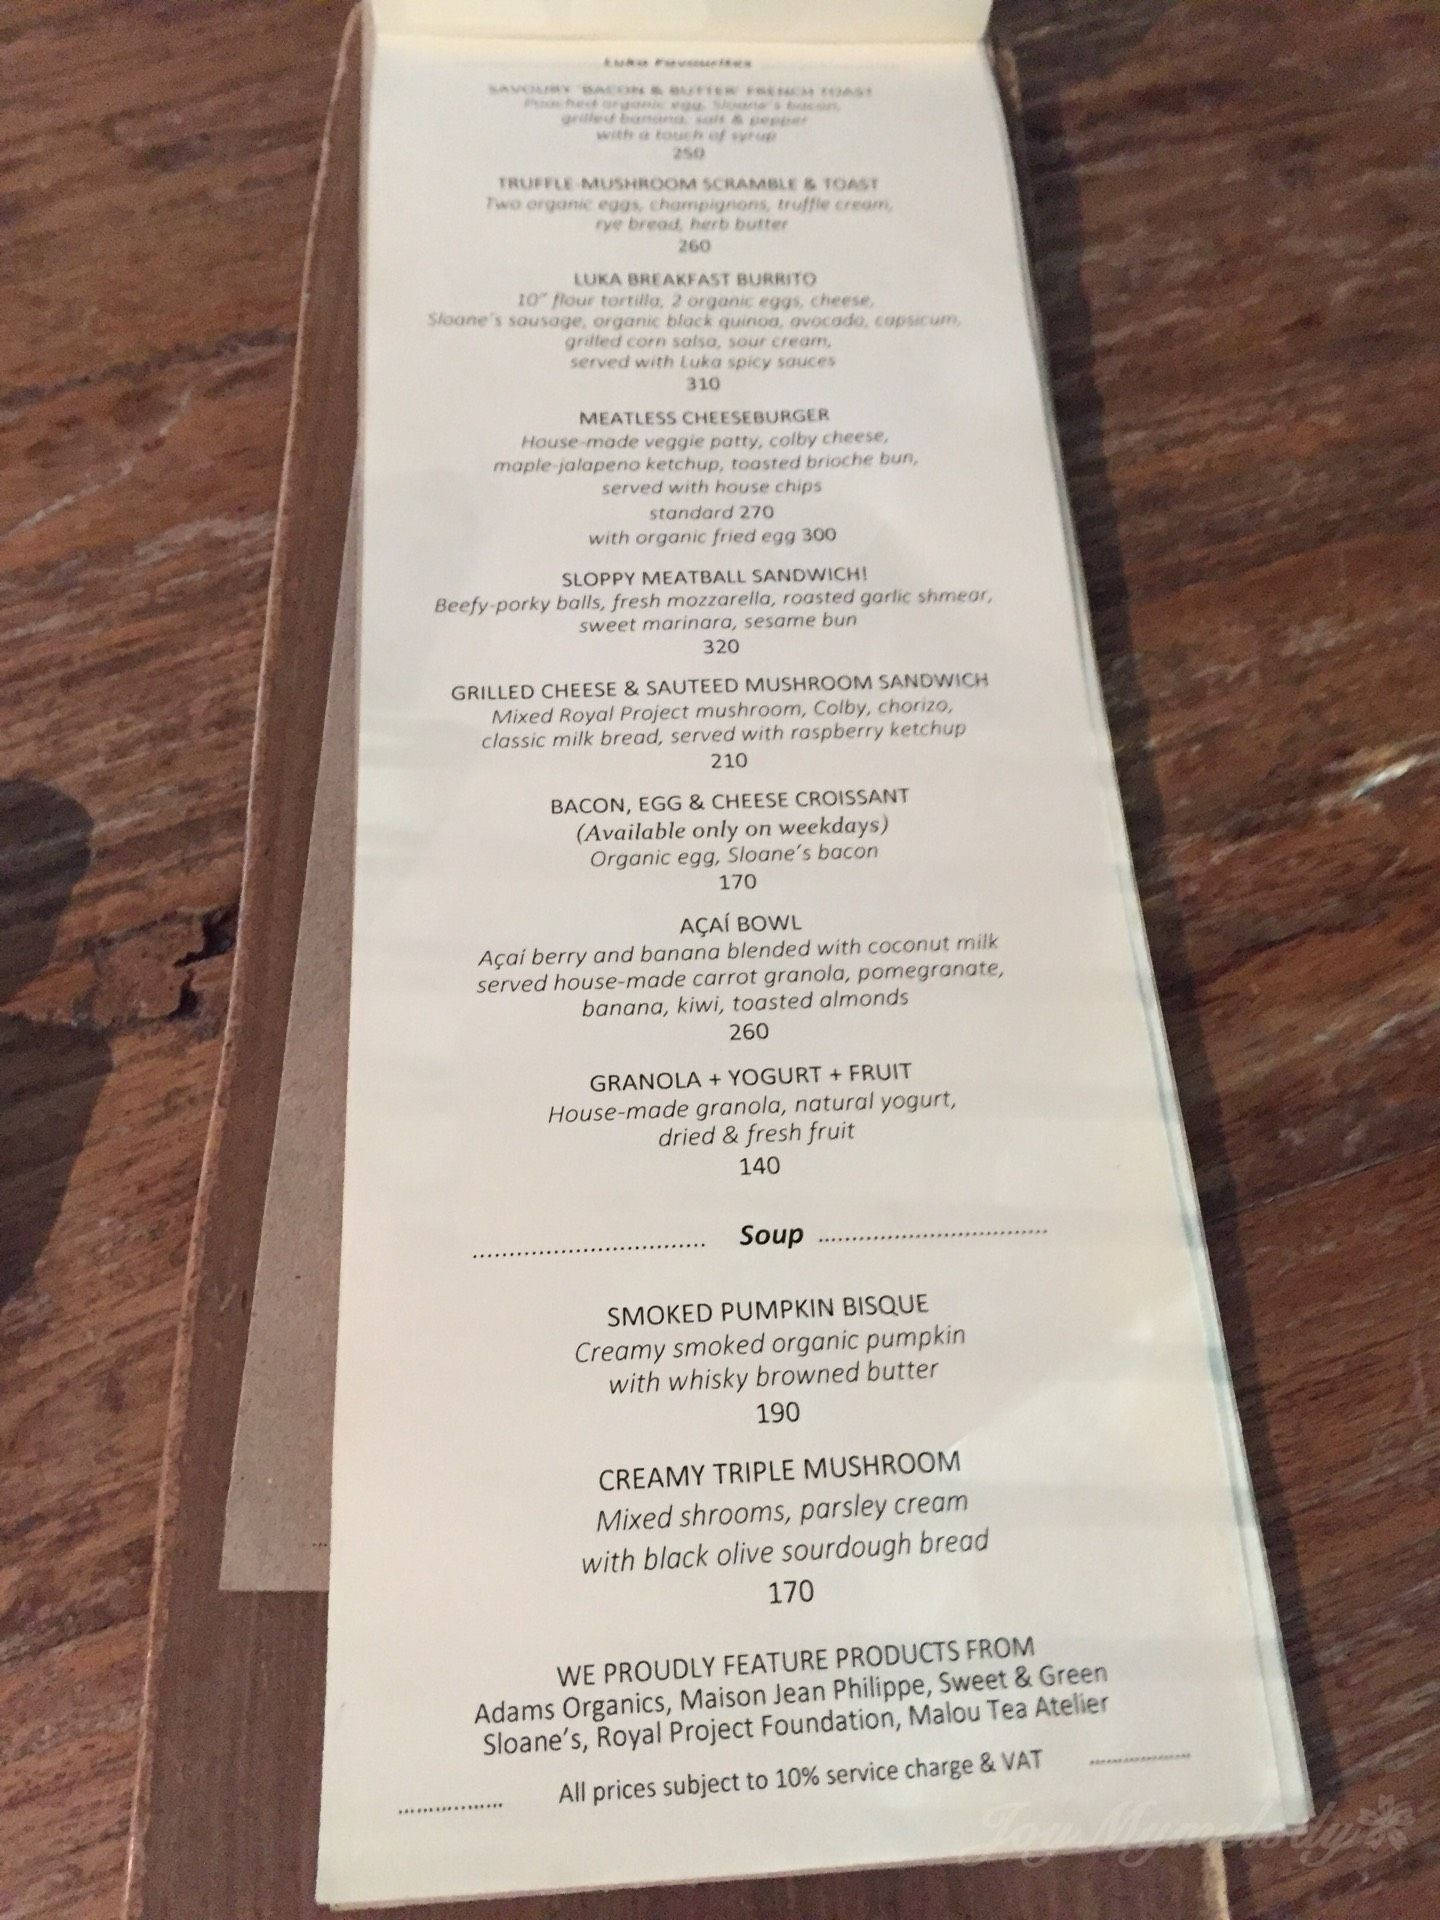 Luka Favourites
SAVOURY 'BACON & BUTTER' FRENCH TOAST
Poached organic egg, Sloane's bacon,
grilled banana, salt & pepper
with a touch of syrup
250
TRUFFLE-MUSHROOM SCRAMBLE & TOAST
Two organic eggs, champignons, truffle cream,
rye bread, herb butter
260
LUKA BREAKFAST BURRITO
10" flour tortilla, 2 organic eggs, cheese,
Sloane's sausage, organic black quinoa, avocado, capsicum,
grilled corn salsa, sour cream,
served with Luka spicy sauces
310
MEATLESS CHEESEBURGER
House-made veggie patty, colby cheese,
maple-jalapeno ketchup, toasted brioche bun,
served with house chips
standard 270
with organic fried egg 300
SLOPPY MEATBALL SANDWICH!
Beefy-porky balls, fresh mozzarella, roasted garlic shmear,
sweet marinara, sesame bun
320
GRILLED CHEESE & SAUTEED MUSHROOM SANDWICH
Mixed Royal Project mushroom, Colby, chorizo,
classic milk bread, served with raspberry ketchup
210
BACON, EGG & CHEESE CROISSANT
(Available only on weekdays)
Organic egg, Sloane's bacon
170
AÇAÍ BOWL
Açaí berry and banana blended with coconut milk
served house-made carrot granola, pomegranate,
banana, kiwi, toasted almonds
260
GRANOLA + YOGURT + FRUIT
House-made granola, natural yogurt,
dried & fresh fruit
140
Soup
SMOKED PUMPKIN BISQUE
Creamy smoked organic pumpkin
with whisky browned butter
190
CREAMY TRIPLE MUSHROOM
Mixed shrooms, parsley cream
with black olive sourdough bread
170
WE PROUDLY FEATURE PRODUCTS FROM
Adams Organics, Maison Jean Philippe, Sweet & Green
Sloane's, Royal Project Foundation, Malou Tea Atelier
All prices subject to 10% service charge & VAT
Joy Mymelody